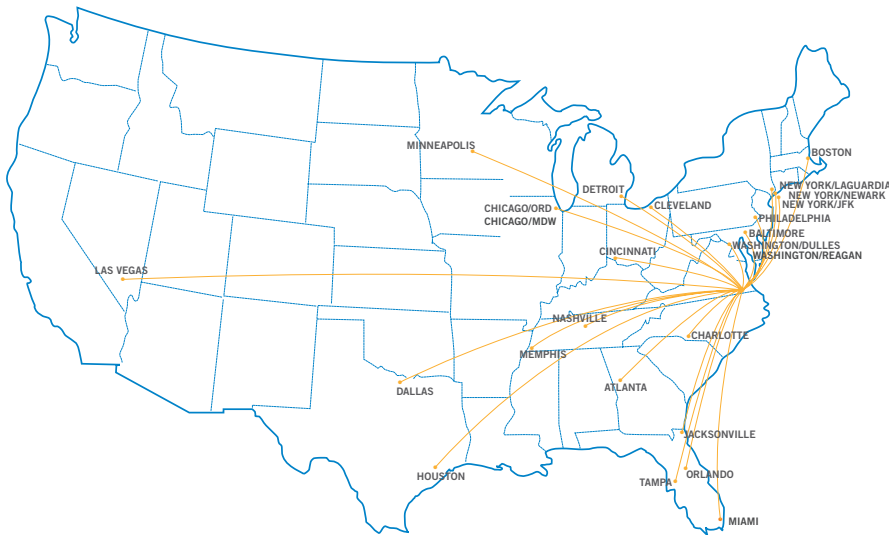 MINNEAPOLIS
BOSTON
DETROIT
NEW YORK/LAGUARDIA
NEW YORK/NEWARK
NEW YORK/JFK
CLEVELAND
CHICAGO/ORD
CHICAGO/MDW
PHILADELPHIA
BALTIMORE
WASHINGTON/DULLES
WASHINGTON/REAGAN
CINCINNATI
LAS VEGAS
NASHVILLE
CHARLOTTE
MEMPHIS
ATLANTA
DALLAS
JACKSONVILLE
HOUSTON
ORLANDO
TAMPA
MIAMI